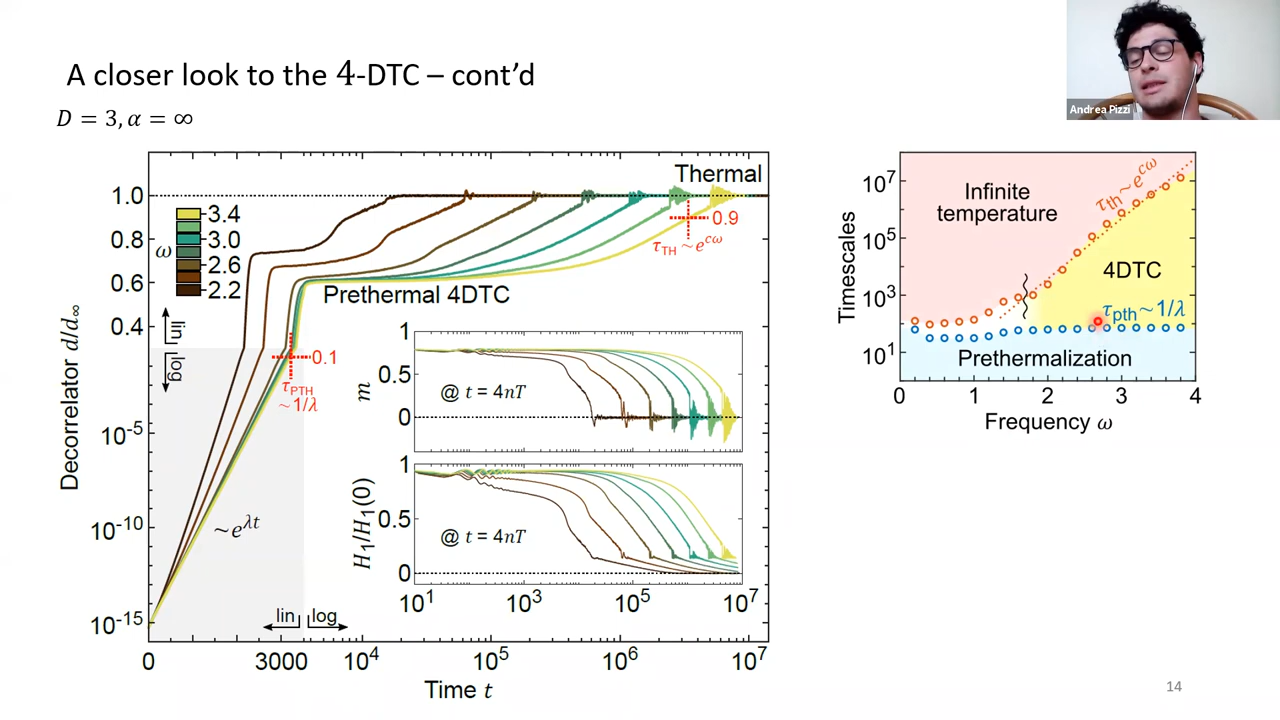 A closer look to the 4-DTC – cont'd
D = 3, α = ∞
Andrea Pizzi
Thermal
1.0
0.8
0.6
0.4
10^-5
10^-10
10^-15
Decorrelator d/d∞
lin
log
ω
3.4
3.0
2.6
2.2
0.9
τ_TH ~ e^cω
Prethermal 4DTC
0.1
τ_PTH
~ 1/λ
~e^λt
lin
log
1
0.5
0
m
@ t = 4nT
1
0.5
0
H₁/H₁(0)
@ t = 4nT
10^1
10^3
10^5
10^7
0
3000
10^4
10^5
10^6
10^7
Time t
10^7
10^5
10^3
10^1
Timescales
Infinite
temperature
τ_th ~ e^cω
4DTC
τ_pth ~ 1/λ
Prethermalization
0
1
2
3
4
Frequency ω
14